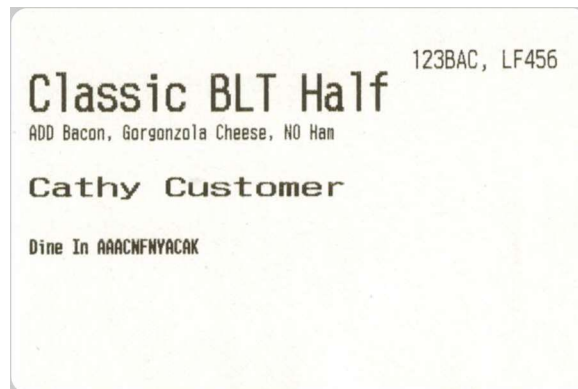 123BAC, LF456
Classic BLT Half
ADD Bacon, Gorgonzola Cheese, NO Ham
Cathy Customer
Dine In AAACNFNYACAK